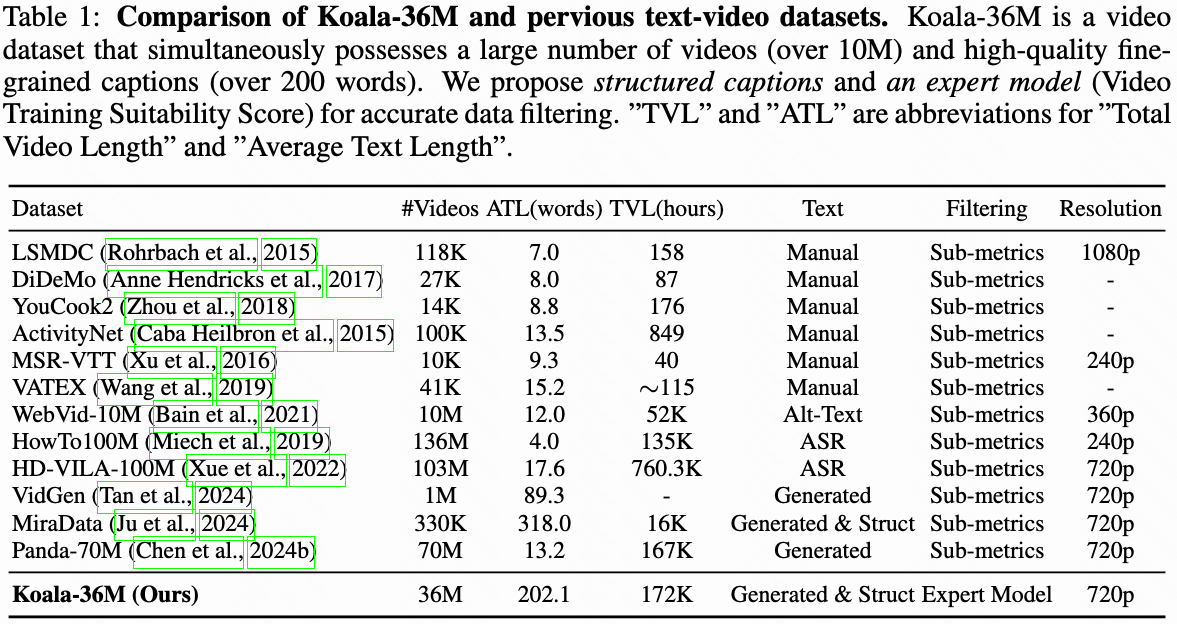 Table 1: Comparison of Koala-36M and pervious text-video datasets. Koala-36M is a video
dataset that simultaneously possesses a large number of videos (over 10M) and high-quality fine-
grained captions (over 200 words). We propose structured captions and an expert model (Video
Training Suitability Score) for accurate data filtering. ”TVL” and ”ATL” are abbreviations for ”Total
Video Length” and ”Average Text Length”.
Dataset #Videos ATL(words) TVL(hours) Text Filtering Resolution
LSMDC (Rohrbach et al., 2015) 118K 7.0 158 Manual Sub-metrics 1080p
DiDeMo (Anne Hendricks et al., 2017) 27K 8.0 87 Manual Sub-metrics -
YouCook2 (Zhou et al., 2018) 14K 8.8 176 Manual Sub-metrics -
ActivityNet (Caba Heilbron et al., 2015) 100K 13.5 849 Manual Sub-metrics -
MSR-VTT (Xu et al., 2016) 10K 9.3 40 Manual Sub-metrics 240p
VATEX (Wang et al., 2019) 41K 15.2 ~115 Manual Sub-metrics -
WebVid-10M (Bain et al., 2021) 10M 12.0 52K Alt-Text Sub-metrics 360p
HowTo100M (Miech et al., 2019) 136M 4.0 135K ASR Sub-metrics 240p
HD-VILA-100M (Xue et al., 2022) 103M 17.6 760.3K ASR Sub-metrics 720p
VidGen (Tan et al., 2024) 1M 89.3 - Generated Sub-metrics 720p
MiraData (Ju et al., 2024) 330K 318.0 16K Generated & Struct Sub-metrics 720p
Panda-70M (Chen et al., 2024b) 70M 13.2 167K Generated Sub-metrics 720p
Koala-36M (Ours) 36M 202.1 172K Generated & Struct Expert Model 720p